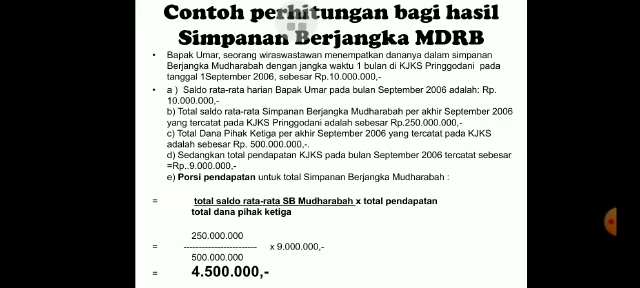 Contoh perhitungan bagi hasil
Simpanan Berjangka MDRB
• Bapak Umar, seorang wiraswastawan menempatkan dananya dalam simpanan
Berjangka Mudharabah dengan jangka waktu 1 bulan di KJKS Pringgodani pada
tanggal 1September 2006, sebesar Rp.10.000.000,-
• a ) Saldo rata-rata harian Bapak Umar pada bulan September 2006 adalah: Rp.
10.000.000,-
b) Total saldo rata-rata Simpanan Berjangka Mudharabah per akhir September 2006
yang tercatat pada KJKS Pringgodani adalah sebesar Rp.250.000.000,-
c) Total Dana Pihak Ketiga per akhir September 2006 yang tercatat pada KJKS
adalah sebesar Rp. 500.000.000,-.
d) Sedangkan total pendapatan KJKS pada bulan September 2006 tercatat sebesar
=Rp..9.000.000,-
e) Porsi pendapatan untuk total Simpanan Berjangka Mudharabah :
= total saldo rata-rata SB Mudharabah x total pendapatan
total dana pihak ketiga
250.000.000
= ------------------------ x 9.000.000,-
500.000.000
= 4.500.000,-